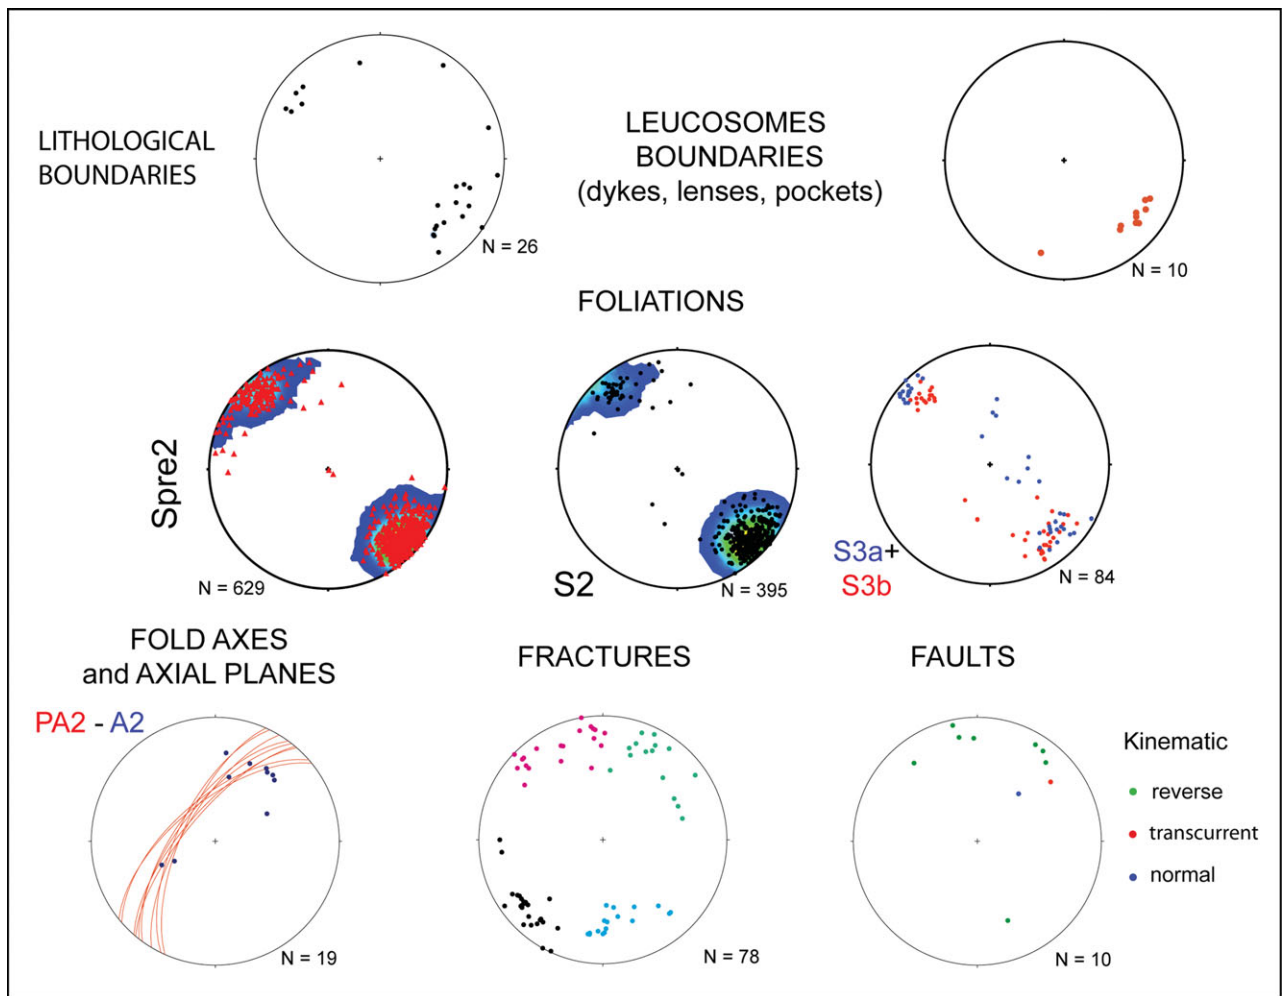 LITHOLOGICAL
BOUNDARIES
N = 26
LEUCOSOMES
BOUNDARIES
(dykes, lenses, pockets)
N = 10
FOLIATIONS
Spre2
N = 629
S2
N = 395
S3a+
S3b
N = 84
FOLD AXES
and AXIAL PLANES
PA2 - A2
N = 19
FRACTURES
N = 78
FAULTS
N = 10
Kinematic
reverse
transcurrent
normal